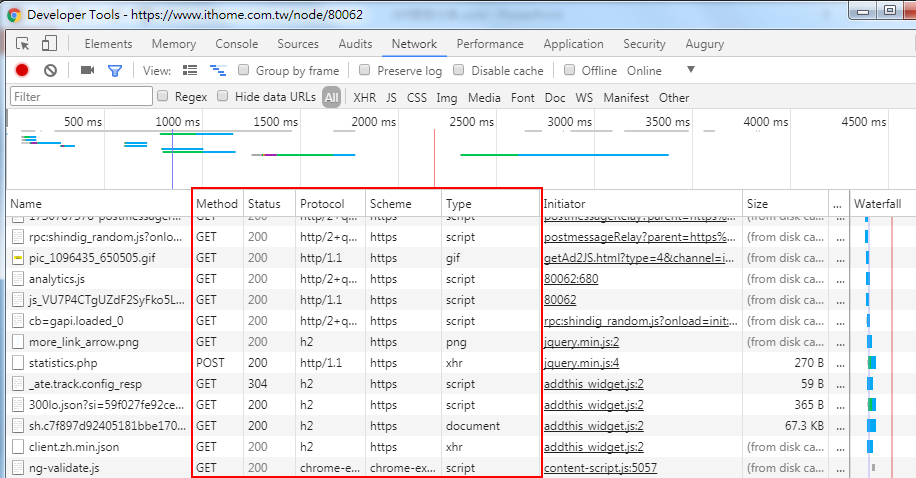 Developer Tools - https://www.ithome.com.tw/node/80062
Elements Memory Console Sources Audits Network Performance Application Security Augury
View: Group by frame Preserve log Disable cache Offline Online
Filter Regex Hide data URLs All XHR JS CSS Img Media Font Doc WS Manifest Other
500 ms 1000 ms 1500 ms 2000 ms 2500 ms 3000 ms 3500 ms 4000 ms 4500 ms
Name Method Status Protocol Scheme Type Initiator Size ... Waterfall
GET 200 http/2+q... https script postmessageRelay?parent=https%... (from disk ca... ...
rpc:shindig_random.js?onlo... GET 200 http/2+q... https script postmessageRelay?parent=https%... (from disk ca... ...
pic_1096435_650505.gif GET 200 http/1.1 https gif getAd2JS.html?type=4&channel=i... (from disk ca... ...
analytics.js GET 200 http/2+q... https script 80062:680 (from disk ca... ...
js_VU7P4CTgUZdF2SyFko5L... GET 200 http/1.1 https script 80062 (from disk ca... ...
cb=gapi.loaded_0 GET 200 http/2+q... https script rpc:shindig_random.js?onload=init:... (from disk ca... ...
more_link_arrow.png GET 200 h2 https png jquery.min.js:2 (from disk ca... ...
statistics.php POST 200 http/1.1 https xhr jquery.min.js:4 270 B ...
_ate.track.config_resp GET 304 h2 https script addthis_widget.js:2 59 B ...
300lo.json?si=59f027fe92ce... GET 200 h2 https script addthis_widget.js:2 365 B ...
sh.c7f897d92405181bbe170... GET 200 h2 https document addthis_widget.js:2 67.3 KB ...
client.zh.min.json GET 200 h2 https xhr addthis_widget.js:2 (from disk ca... ...
ng-validate.js GET 200 chrome-e... chrome-ex... script content-script.js:5057 (from disk ca... ...